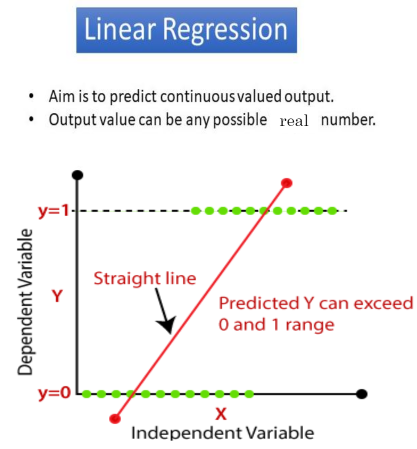 Linear Regression
• Aim is to predict continuous valued output.
• Output value can be any possible real number.
y=1
Dependent Variable
Y
Straight line
Predicted Y can exceed
0 and 1 range
y=0
X
Independent Variable